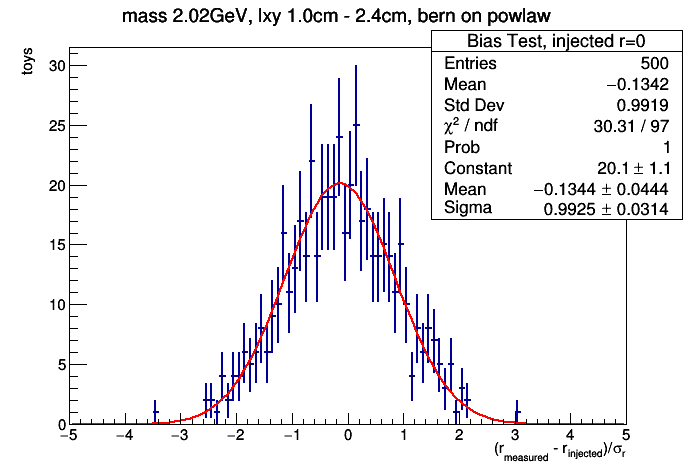 mass 2.02GeV, lxy 1.0cm - 2.4cm, bern on powlaw
Bias Test, injected r=0
Entries 500
Mean −0.1342
Std Dev 0.9919
χ² / ndf 30.31 / 97
Prob 1
Constant 20.1 ± 1.1
Mean −0.1344 ± 0.0444
Sigma 0.9925 ± 0.0314
toys
30
25
20
15
10
5
0
−5 −4 −3 −2 −1 0 1 2 3 4 5
(r_measured - r_injected)/σ_r